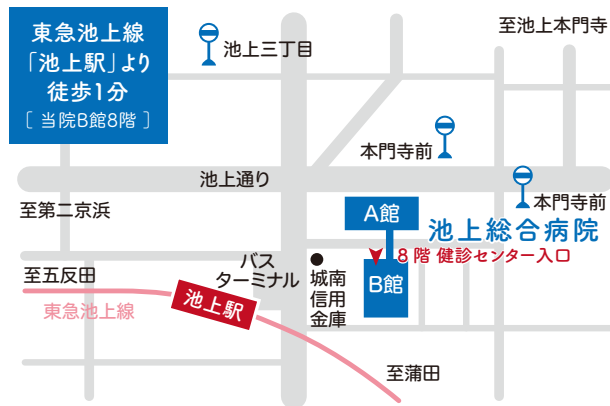 東急池上線
「池上駅」より
徒歩1分
［ 当院B館8階 ］
池上三丁目
至池上本門寺
本門寺前
池上通り
本門寺前
至第二京浜
A館
池上総合病院
8階 健診センター入口
B館
バス
ターミナル
城南
信用
金庫
至五反田
東急池上線
池上駅
至蒲田